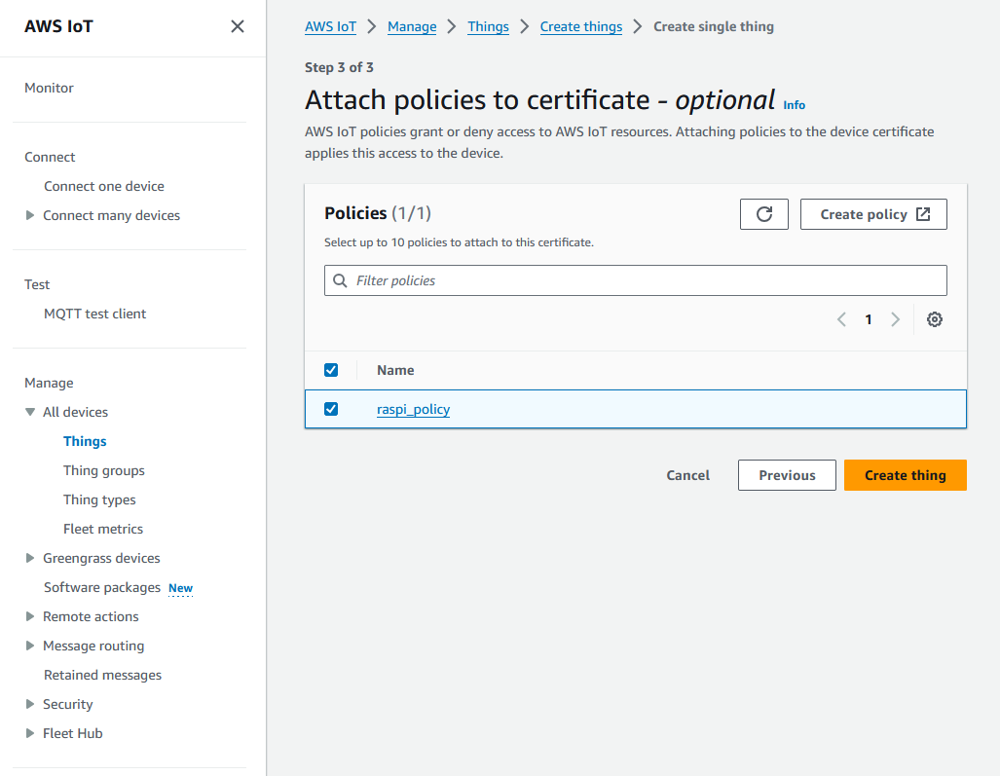 AWS IoT
Monitor
Connect
Connect one device
Connect many devices
Test
MQTT test client
Manage
All devices
Things
Thing groups
Thing types
Fleet metrics
Greengrass devices
Software packages New
Remote actions
Message routing
Retained messages
Security
Fleet Hub
AWS IoT > Manage > Things > Create things > Create single thing
Step 3 of 3
Attach policies to certificate - optional Info
AWS IoT policies grant or deny access to AWS IoT resources. Attaching policies to the device certificate
applies this access to the device.
Policies (1/1)
Create policy
Select up to 10 policies to attach to this certificate.
Filter policies
1
Name
raspi_policy
Cancel Previous Create thing